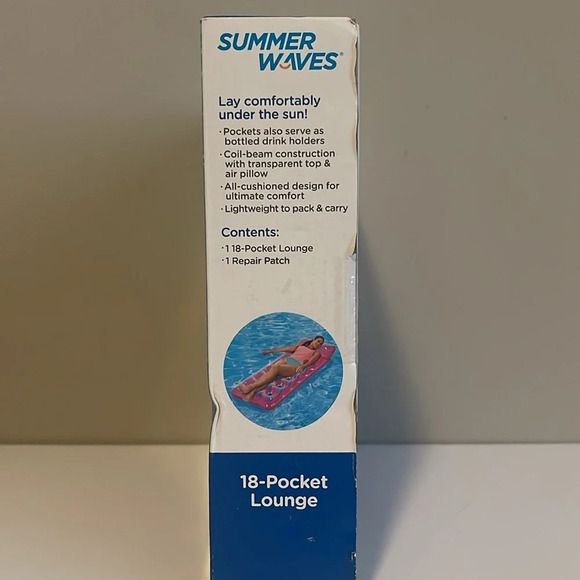 SUMMER
WAVES®
Lay comfortably
under the sun!
· Pockets also serve as
bottled drink holders
· Coil-beam construction
with transparent top &
air pillow
· All-cushioned design for
ultimate comfort
· Lightweight to pack & carry
Contents:
· 1 18-Pocket Lounge
· 1 Repair Patch
18-Pocket
Lounge